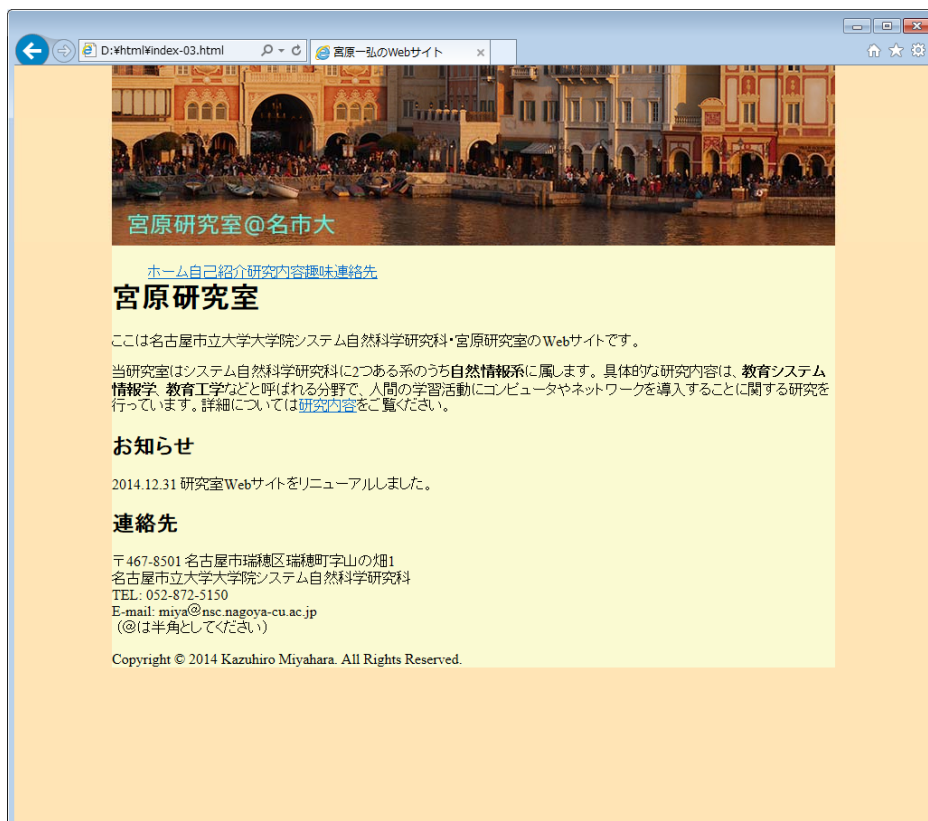 D:¥html¥index-03.html
宮原一弘のWebサイト
宮原研究室@名市大
ホーム自己紹介研究内容趣味連絡先
宮原研究室
ここは名古屋市立大学大学院システム自然科学研究科・宮原研究室のWebサイトです。
当研究室はシステム自然科学研究科に2つある系のうち自然情報系に属します。具体的な研究内容は、教育システム
情報学、教育工学などと呼ばれる分野で、人間の学習活動にコンピュータやネットワークを導入することに関する研究を
行っています。詳細については研究内容をご覧ください。
お知らせ
2014.12.31 研究室Webサイトをリニューアルしました。
連絡先
〒467-8501 名古屋市瑞穂区瑞穂町字山の畑1
名古屋市立大学大学院システム自然科学研究科
TEL: 052-872-5150
E-mail: miya＠nsc.nagoya-cu.ac.jp
（＠は半角としてください）
Copyright © 2014 Kazuhiro Miyahara. All Rights Reserved.